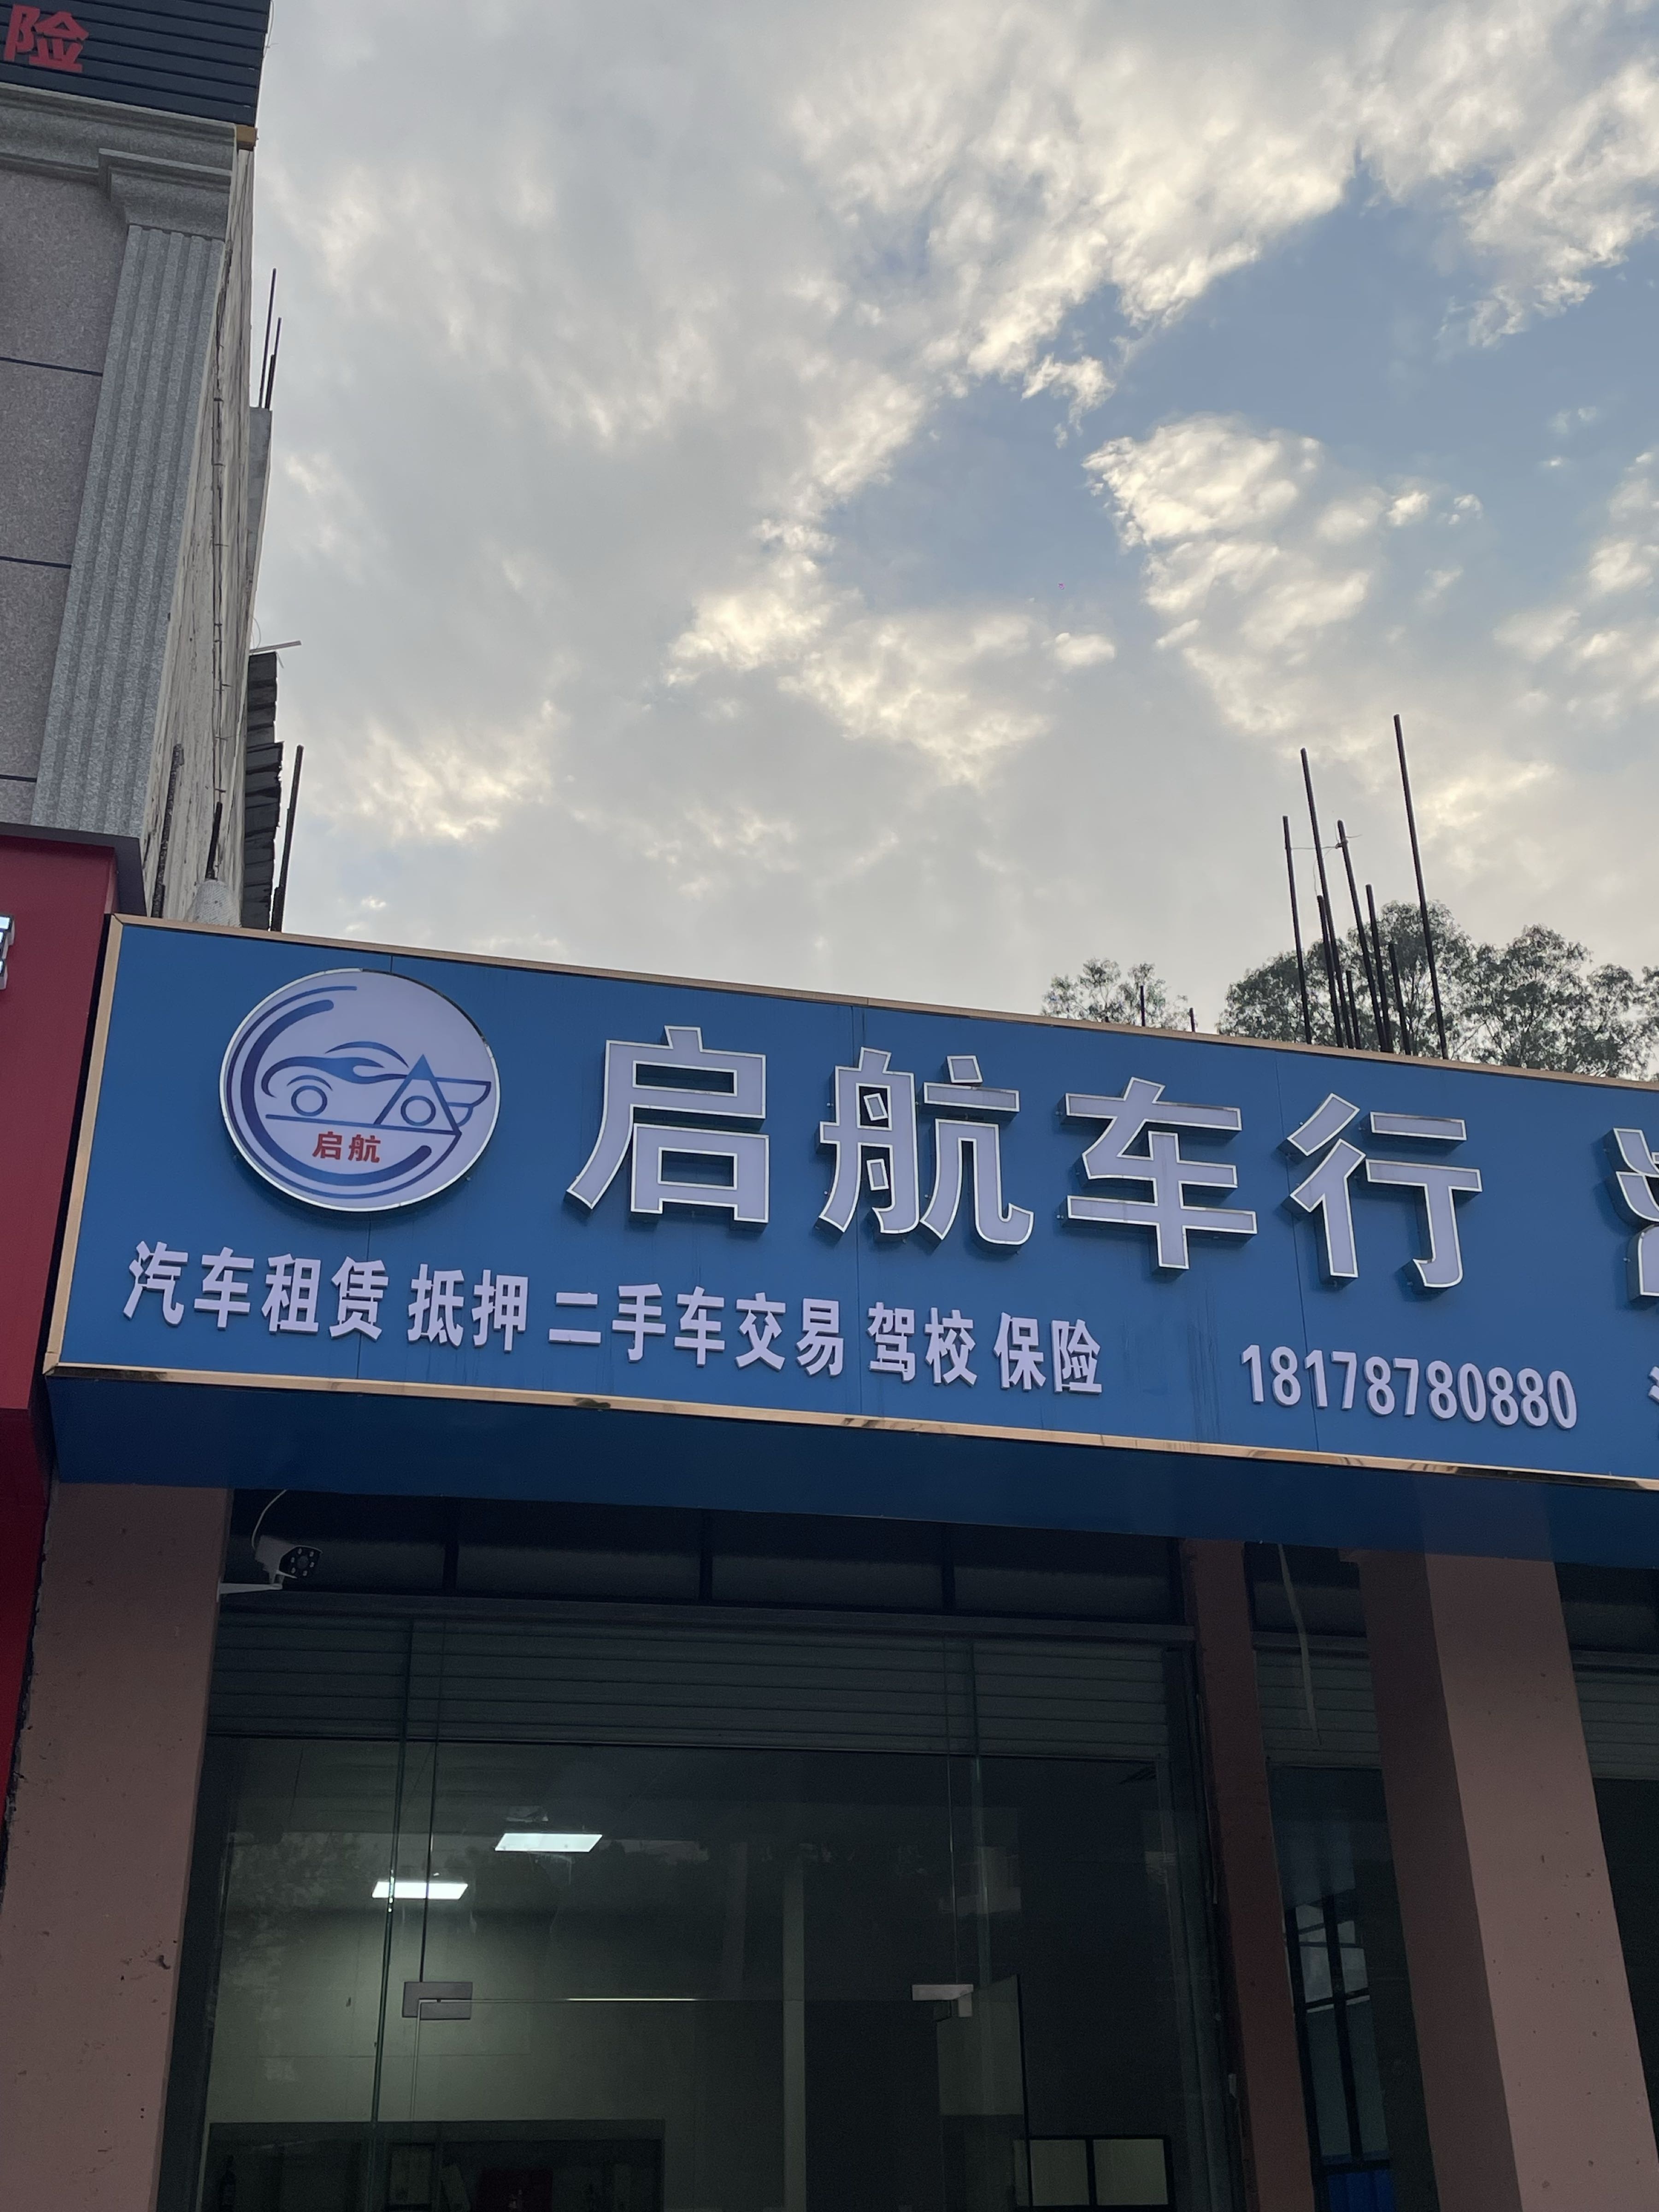 险
启航
启航车行
汽车租赁 抵押 二手车交易 驾校 保险
18178780880